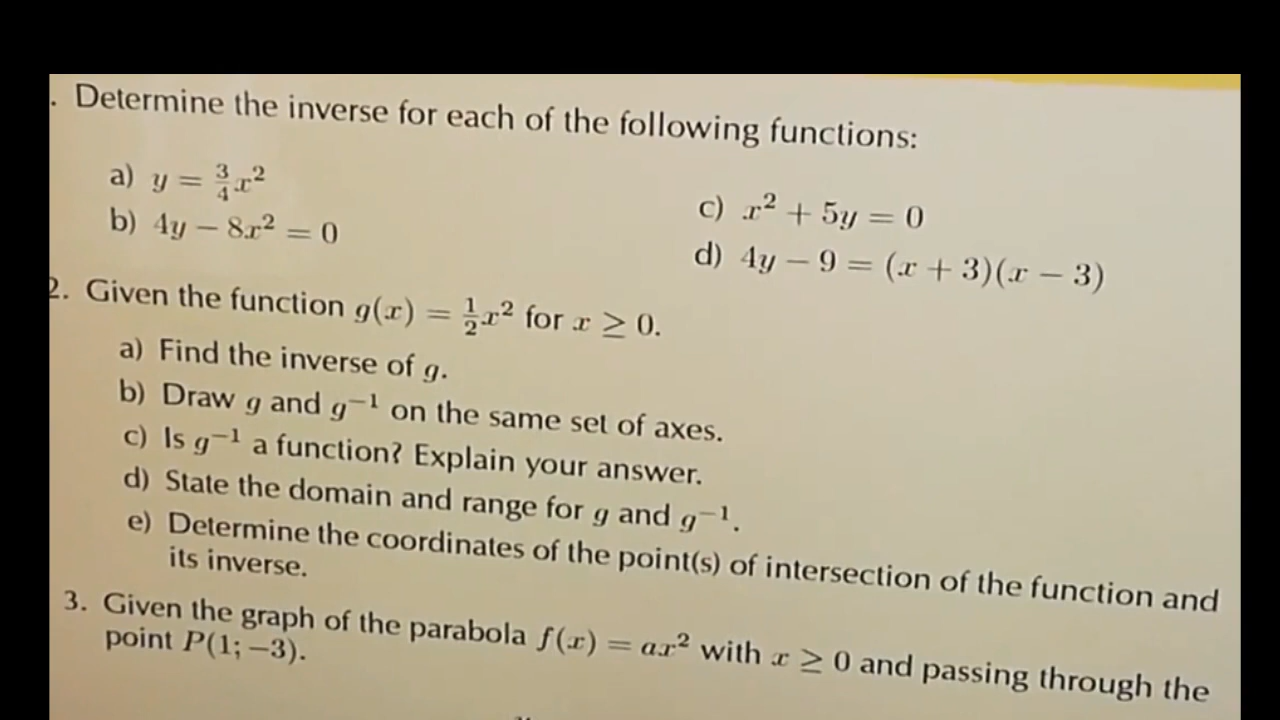 . Determine the inverse for each of the following functions:
a) y = 3/4 x²
b) 4y − 8x² = 0
c) x² + 5y = 0
d) 4y − 9 = (x + 3)(x − 3)
2. Given the function g(x) = 1/2 x² for x ≥ 0.
a) Find the inverse of g.
b) Draw g and g⁻¹ on the same set of axes.
c) Is g⁻¹ a function? Explain your answer.
d) State the domain and range for g and g⁻¹.
e) Determine the coordinates of the point(s) of intersection of the function and
its inverse.
3. Given the graph of the parabola f(x) = ax² with x ≥ 0 and passing through the
point P(1; −3).